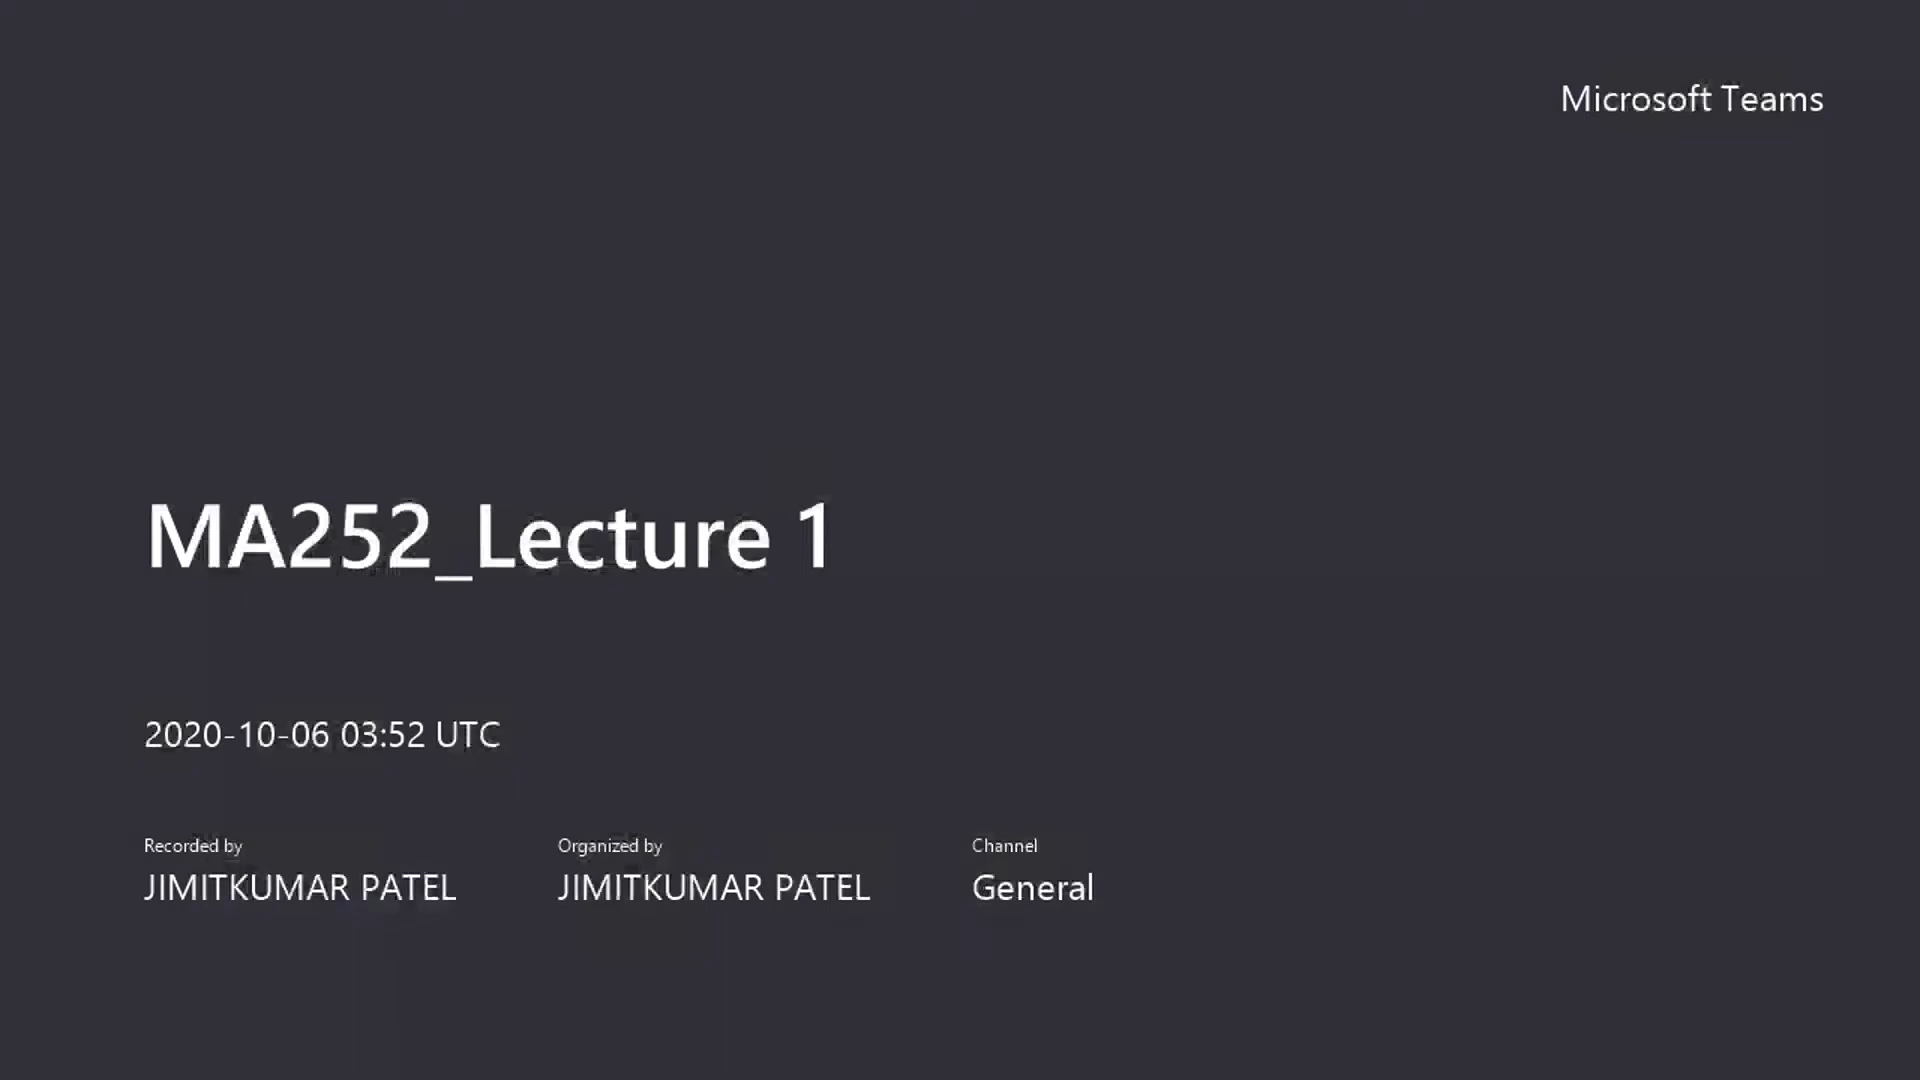 Microsoft Teams
MA252_Lecture 1
2020-10-06 03:52 UTC
Recorded by
JIMITKUMAR PATEL
Organized by
JIMITKUMAR PATEL
Channel
General